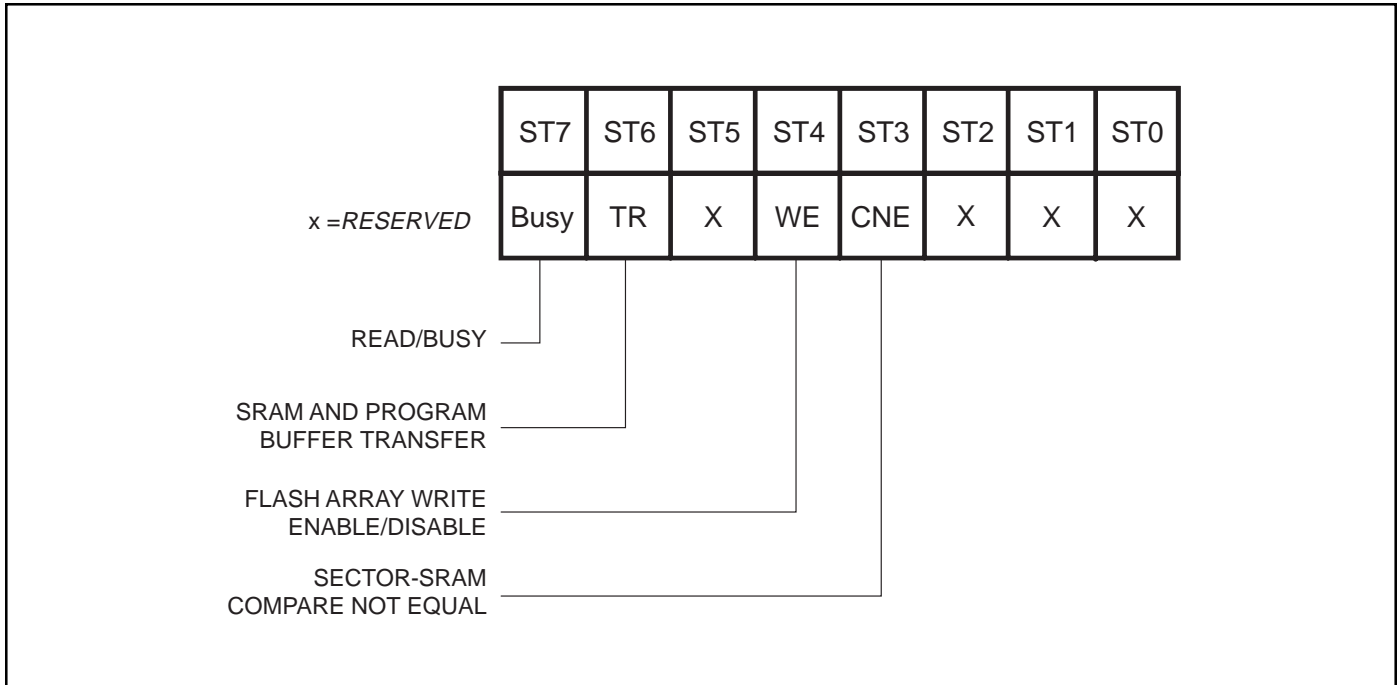 ST7 ST6 ST5 ST4 ST3 ST2 ST1 ST0
x =RESERVED Busy TR X WE CNE X X X
READ/BUSY
SRAM AND PROGRAM
BUFFER TRANSFER
FLASH ARRAY WRITE
ENABLE/DISABLE
SECTOR-SRAM
COMPARE NOT EQUAL